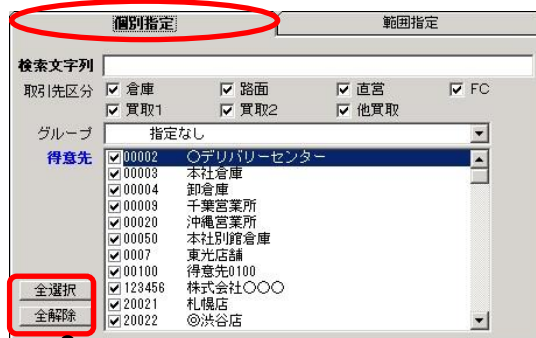 個別指定 範囲指定
検索文字列
取引先区分 倉庫 路面 直営 FC
買取1 買取2 他買取
グループ 指定なし
得意先 00002 〇デリバリーセンター
00003 本社倉庫
00004 卸倉庫
00009 千葉営業所
00020 沖縄営業所
00050 本社別館倉庫
0007 東光店舗
00100 得意先0100
全選択 123456 株式会社〇〇〇
20021 札幌店
全解除 20022 ◎渋谷店